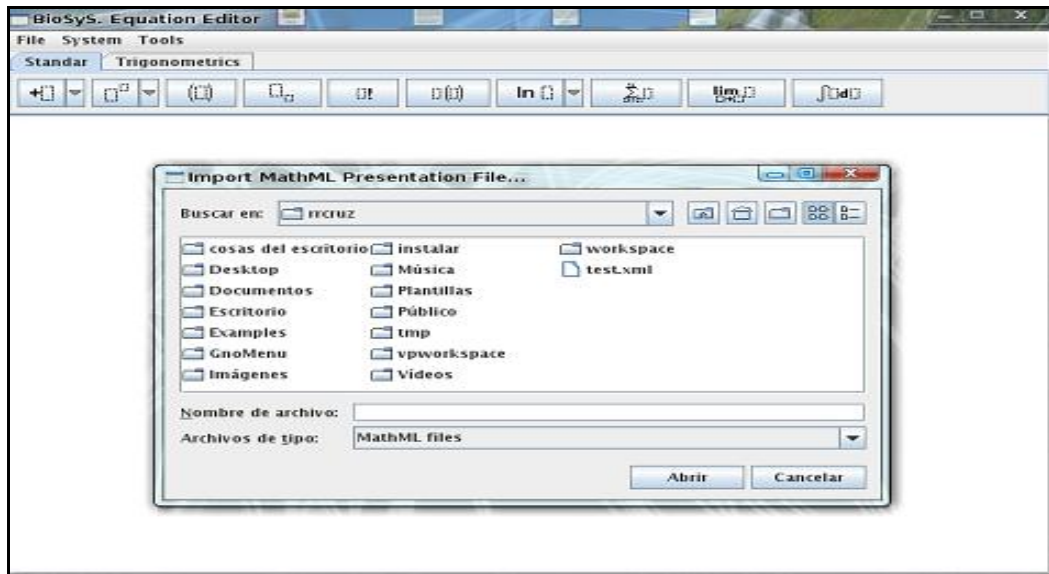 BioSyS. Equation Editor
File System Tools
Standar Trigonometrics
+ ! () ln lim ∫ d
Import MathML Presentation File...
Buscar en: rrcruz
cosas del escritorio instalar workspace
Desktop Música test.xml
Documentos Plantillas
Escritorio Público
Examples tmp
GnoMenu vpworkspace
Imágenes Vídeos
Nombre de archivo:
Archivos de tipo: MathML files
Abrir Cancelar